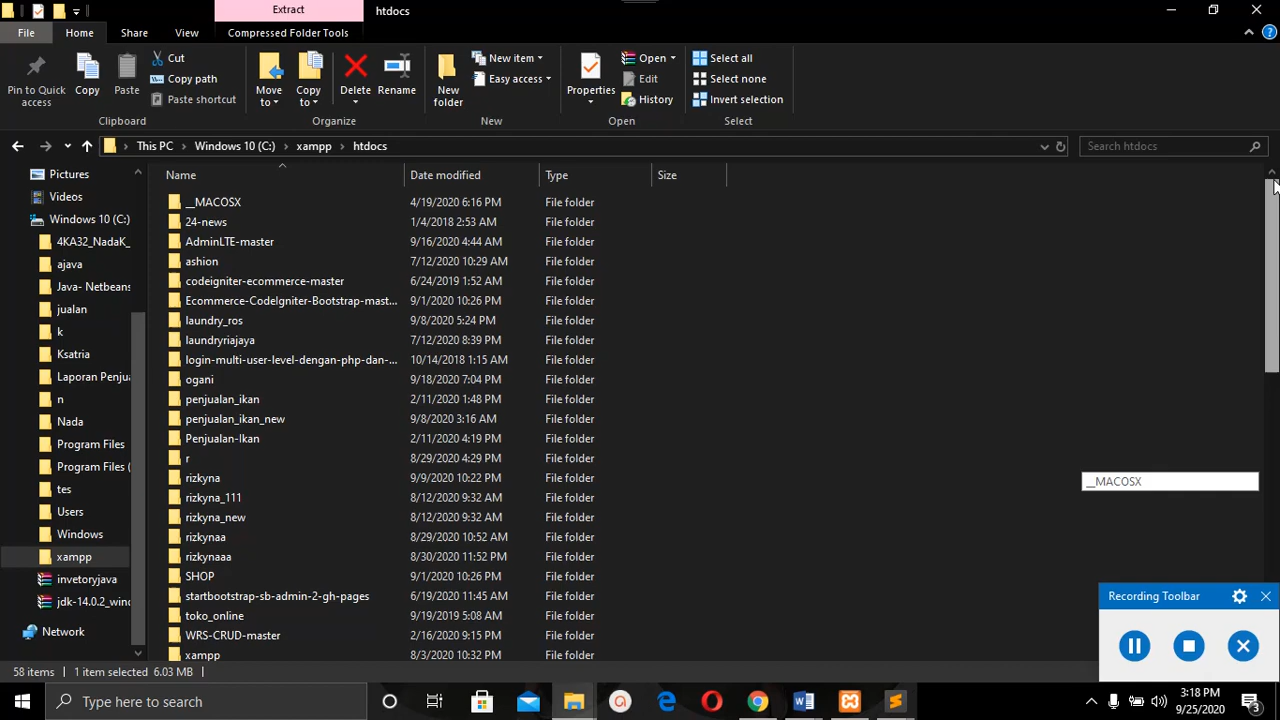 Extract
htdocs
File
Home
Share
View
Compressed Folder Tools
Pin to Quick access
Copy
Paste
Cut
Copy path
Paste shortcut
Clipboard
Move to
Copy to
Delete
Rename
Organize
New folder
New item
Easy access
New
Properties
Open
Edit
History
Open
Select all
Select none
Invert selection
Select
This PC > Windows 10 (C:) > xampp > htdocs
Search htdocs
Pictures
Videos
Windows 10 (C:)
4KA32_NadaK_
ajava
Java- Netbeans
jualan
k
Ksatria
Laporan Penjua
n
Nada
Program Files
Program Files (
tes
Users
Windows
xampp
invetoryjava
jdk-14.0.2_winc
Network
Name Date modified Type Size
__MACOSX 4/19/2020 6:16 PM File folder
24-news 1/4/2018 2:53 AM File folder
AdminLTE-master 9/16/2020 4:44 AM File folder
ashion 7/12/2020 10:29 AM File folder
codeigniter-ecommerce-master 6/24/2019 1:52 AM File folder
Ecommerce-CodeIgniter-Bootstrap-mast... 9/1/2020 10:26 PM File folder
laundry_ros 9/8/2020 5:24 PM File folder
laundryriajaya 7/12/2020 8:39 PM File folder
login-multi-user-level-dengan-php-dan-... 10/14/2018 1:15 AM File folder
ogani 9/18/2020 7:04 PM File folder
penjualan_ikan 2/11/2020 1:48 PM File folder
penjualan_ikan_new 9/8/2020 3:16 AM File folder
Penjualan-Ikan 2/11/2020 4:19 PM File folder
r 8/29/2020 4:29 PM File folder
rizkyna 9/9/2020 10:22 PM File folder
rizkyna_111 8/12/2020 9:32 AM File folder
rizkyna_new 8/12/2020 9:32 AM File folder
rizkynaa 8/29/2020 10:52 AM File folder
rizkynaaa 8/30/2020 11:52 PM File folder
SHOP 9/1/2020 10:26 PM File folder
startbootstrap-sb-admin-2-gh-pages 6/19/2020 11:45 AM File folder
toko_online 9/19/2019 5:08 AM File folder
WRS-CRUD-master 2/16/2020 9:15 PM File folder
xampp 8/3/2020 10:32 PM File folder
__MACOSX
Recording Toolbar
58 items 1 item selected 6.03 MB
Type here to search
3:18 PM
9/25/2020
3